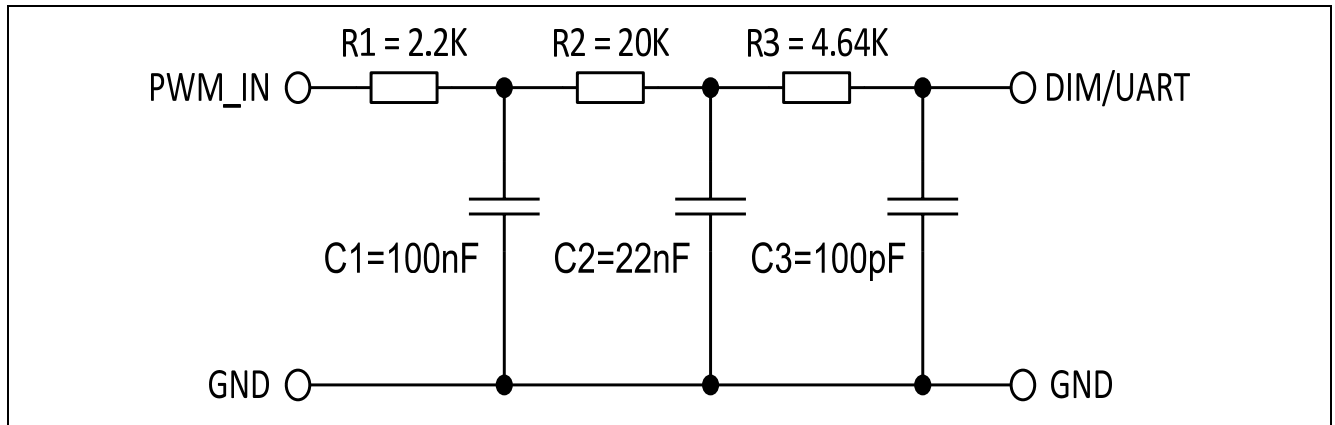 R1 = 2.2K R2 = 20K R3 = 4.64K
PWM_IN DIM/UART
C1=100nF C2=22nF C3=100pF
GND GND